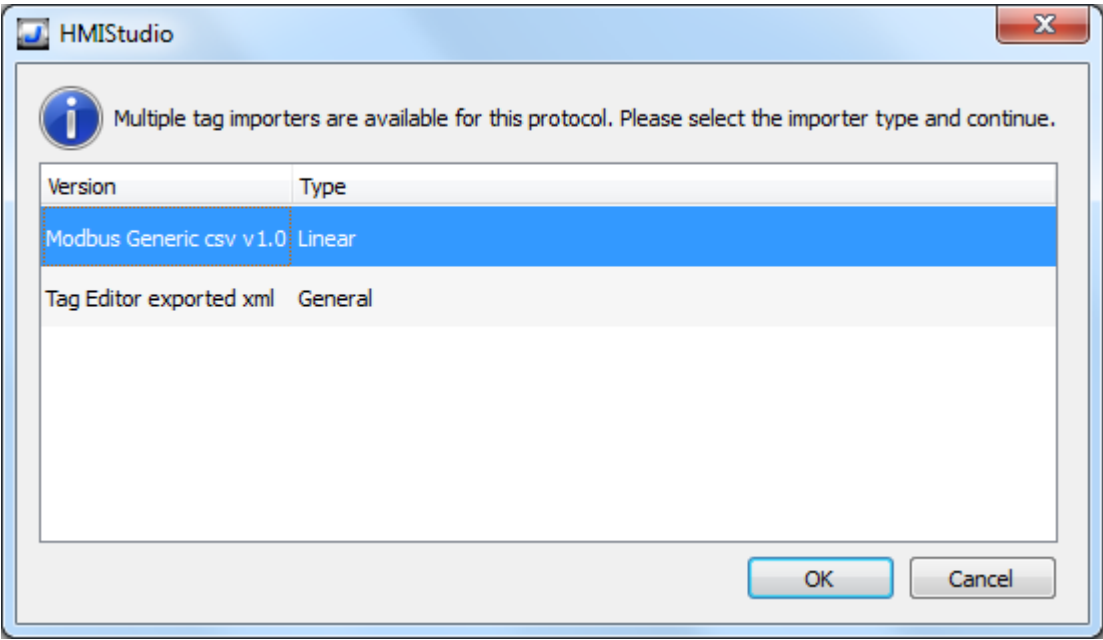 HMIStudio
Multiple tag importers are available for this protocol. Please select the importer type and continue.
Version Type
Modbus Generic csv v1.0 Linear
Tag Editor exported xml General
OK Cancel